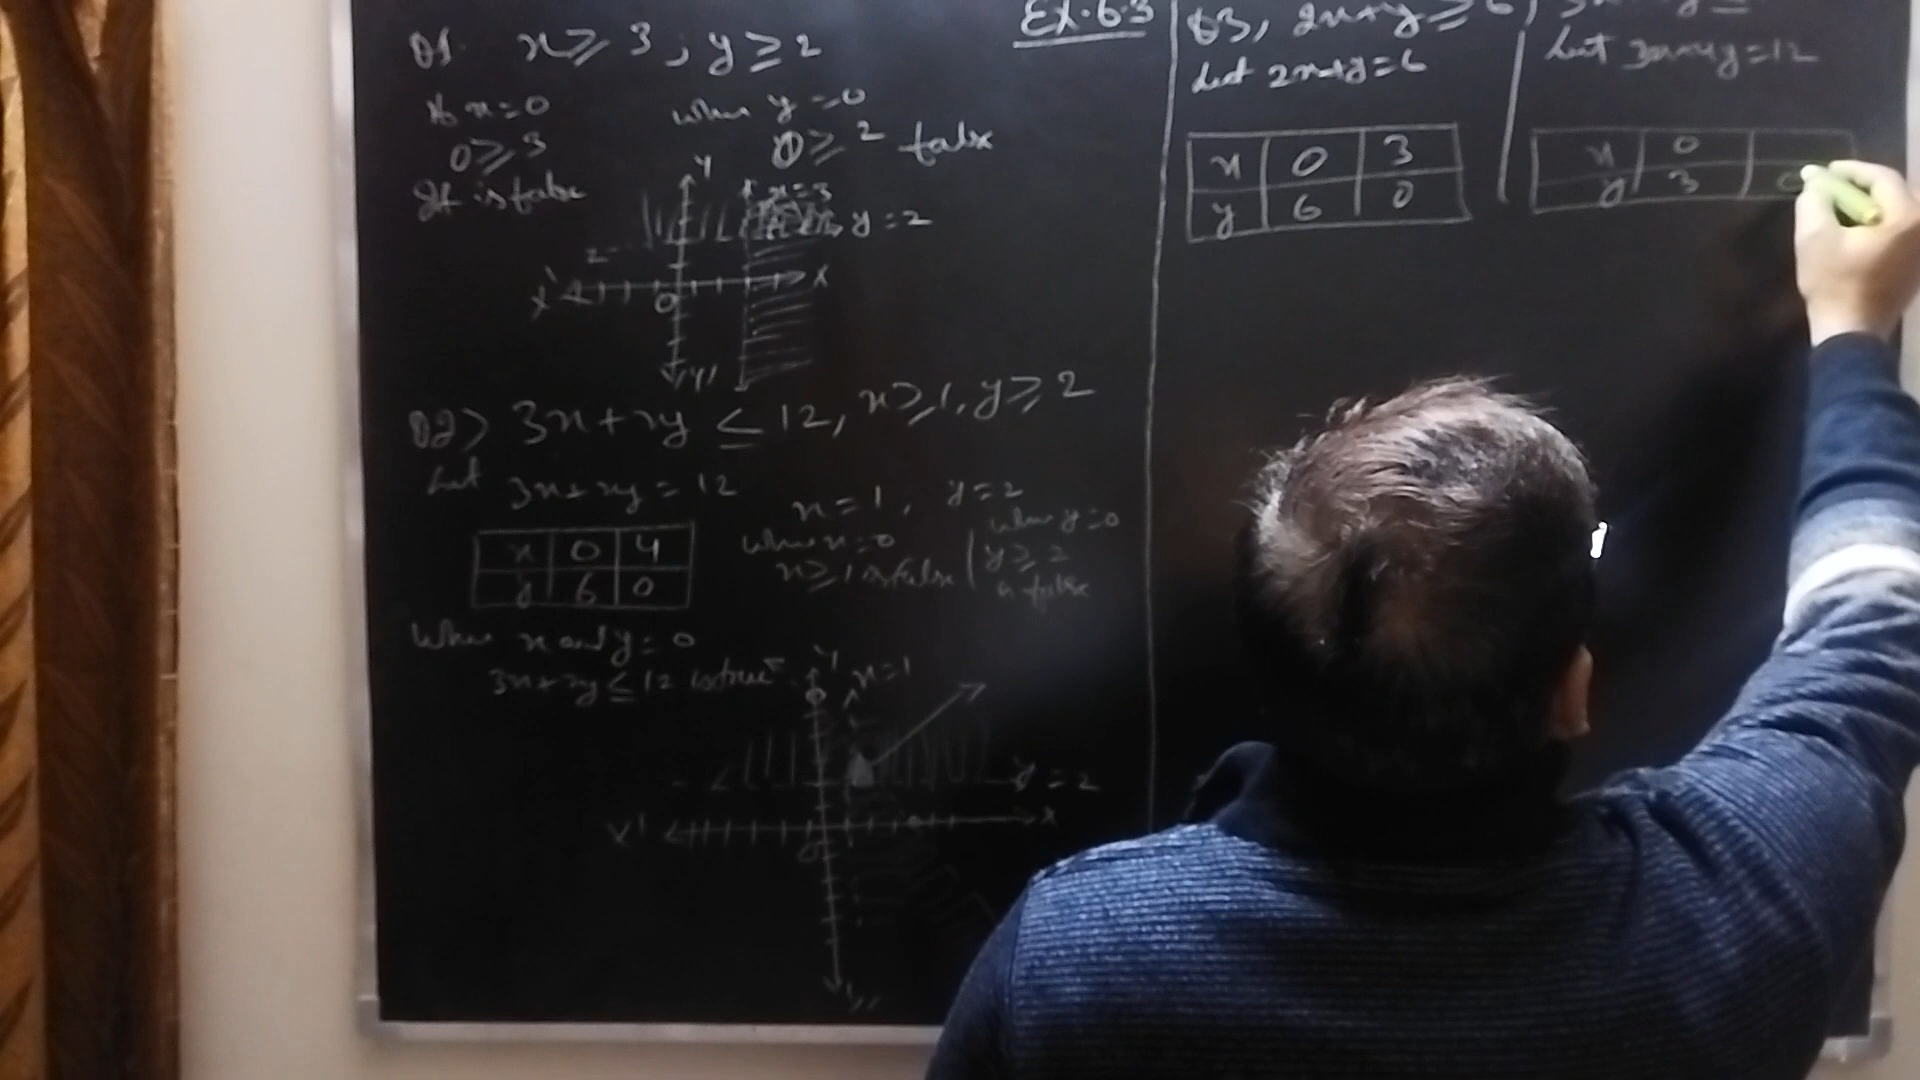 Ex. 6.3
Q1. x ≥ 3 ; y ≥ 2
x = 0
0 ≥ 3
It is false
when y = 0
0 ≥ 2 false
Y
x = 3
y = 2
2
X' X
O
Y'
Q2> 3x + 2y ≤ 12, x ≥ 1, y ≥ 2
Let 3x + 2y = 12
x 0 4
y 6 0
x = 1, y = 2
when x = 0
x ≥ 1 is false
when y = 0
y ≥ 2
is false
When x and y = 0
3x + 2y ≤ 12 is true
Y x = 1
y = 2
X' X
O
Q3, 2x + y ≥ 6
Let 2x + y = 6
x 0 3
y 6 0
Let 3x + 4y = 12
x 0
y 3 0